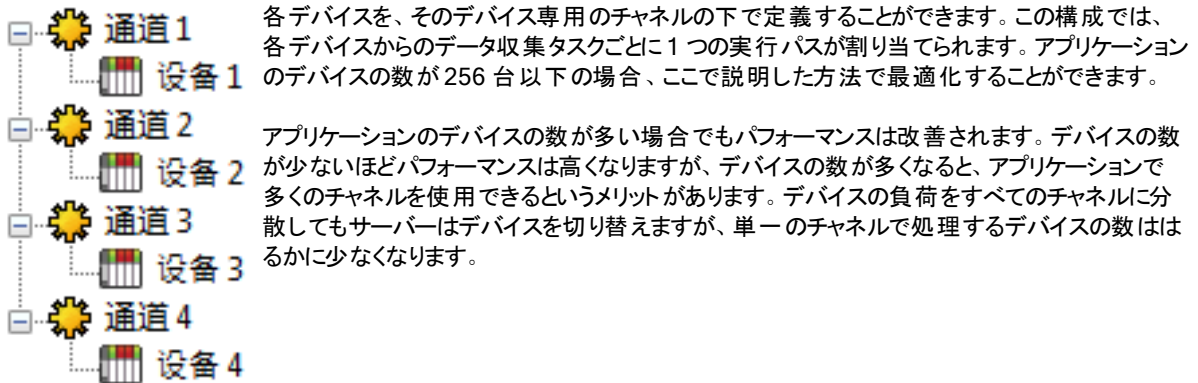 通道 1
设备 1
通道 2
设备 2
通道 3
设备 3
通道 4
设备 4
各デバイスを、そのデバイス専用のチャネルの下で定義することができます。この構成では、
各デバイスからのデータ収集タスクごとに 1 つの実行パスが割り当てられます。アプリケーション
のデバイスの数が 256 台以下の場合、ここで説明した方法で最適化することができます。
アプリケーションのデバイスの数が多い場合でもパフォーマンスは改善されます。デバイスの数
が少ないほどパフォーマンスは高くなりますが、デバイスの数が多くなると、アプリケーションで
多くのチャネルを使用できるというメリットがあります。デバイスの負荷をすべてのチャネルに分
散してもサーバーはデバイスを切り替えますが、単一のチャネルで処理するデバイスの数ははるかに少なくなります。